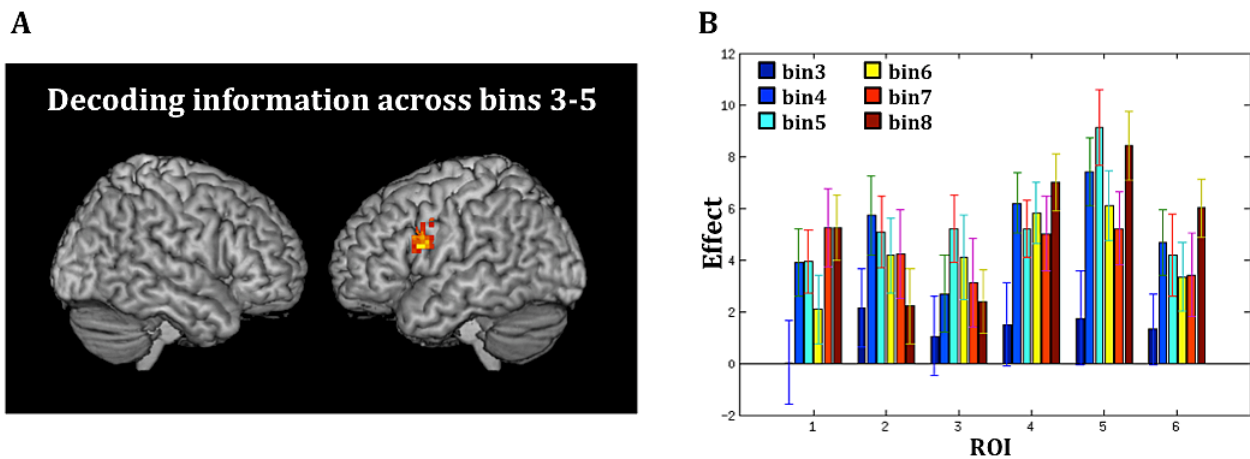 A
Decoding information across bins 3-5
B
12
10
8
6
4
2
0
-2
Effect
bin3
bin4
bin5
bin6
bin7
bin8
1 2 3 4 5 6
ROI